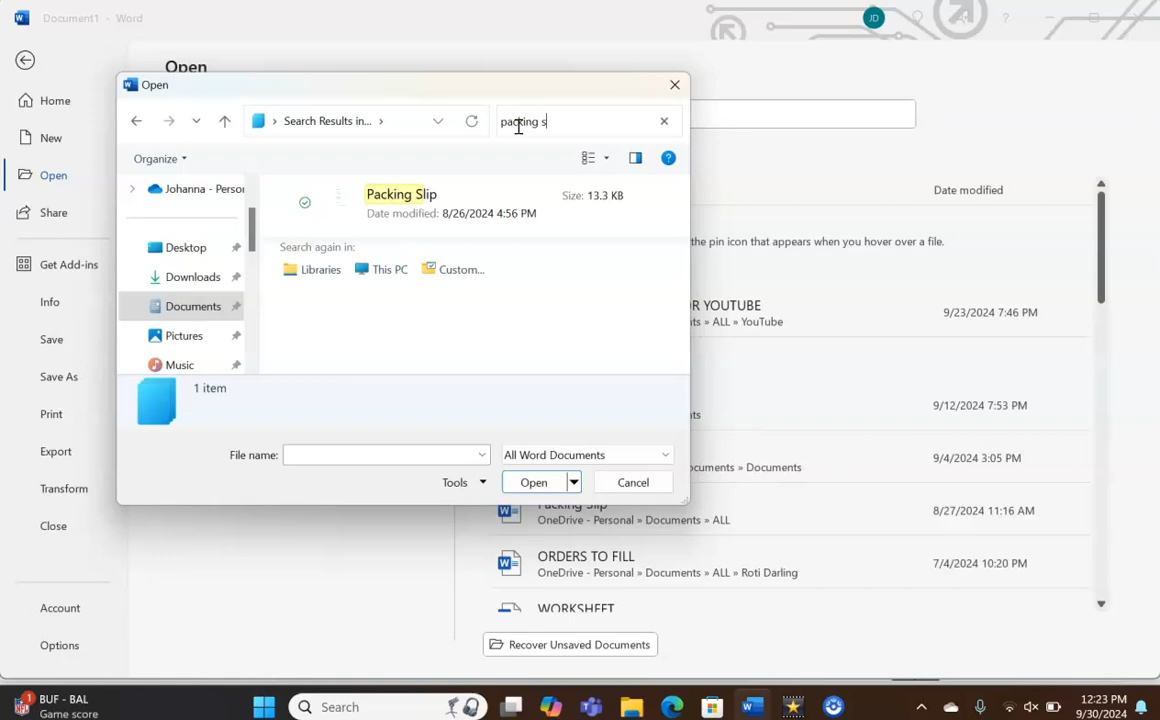 Document1 - Word
JD
?
Open
Open
Home
New
Open
Share
Get Add-ins
Info
Save
Save As
Print
Export
Transform
Close
Account
Options
> Search Results in... >
packing s
Organize
?
Johanna - Person
Desktop
Downloads
Documents
Pictures
Music
Packing Slip
Date modified: 8/26/2024 4:56 PM
Size: 13.3 KB
Search again in:
Libraries
This PC
Custom...
1 item
File name:
All Word Documents
Tools
Open
Cancel
Date modified
the pin icon that appears when you hover over a file.
OR YOUTUBE
ents » ALL » YouTube
9/23/2024 7:46 PM
nts
9/12/2024 7:53 PM
ocuments » Documents
9/4/2024 3:05 PM
Packing Slip
OneDrive - Personal » Documents » ALL
8/27/2024 11:16 AM
ORDERS TO FILL
OneDrive - Personal » Documents » ALL » Roti Darling
7/4/2024 10:20 PM
WORKSHEET
Recover Unsaved Documents
1
BUF - BAL
Game score
Search
12:23 PM
9/30/2024